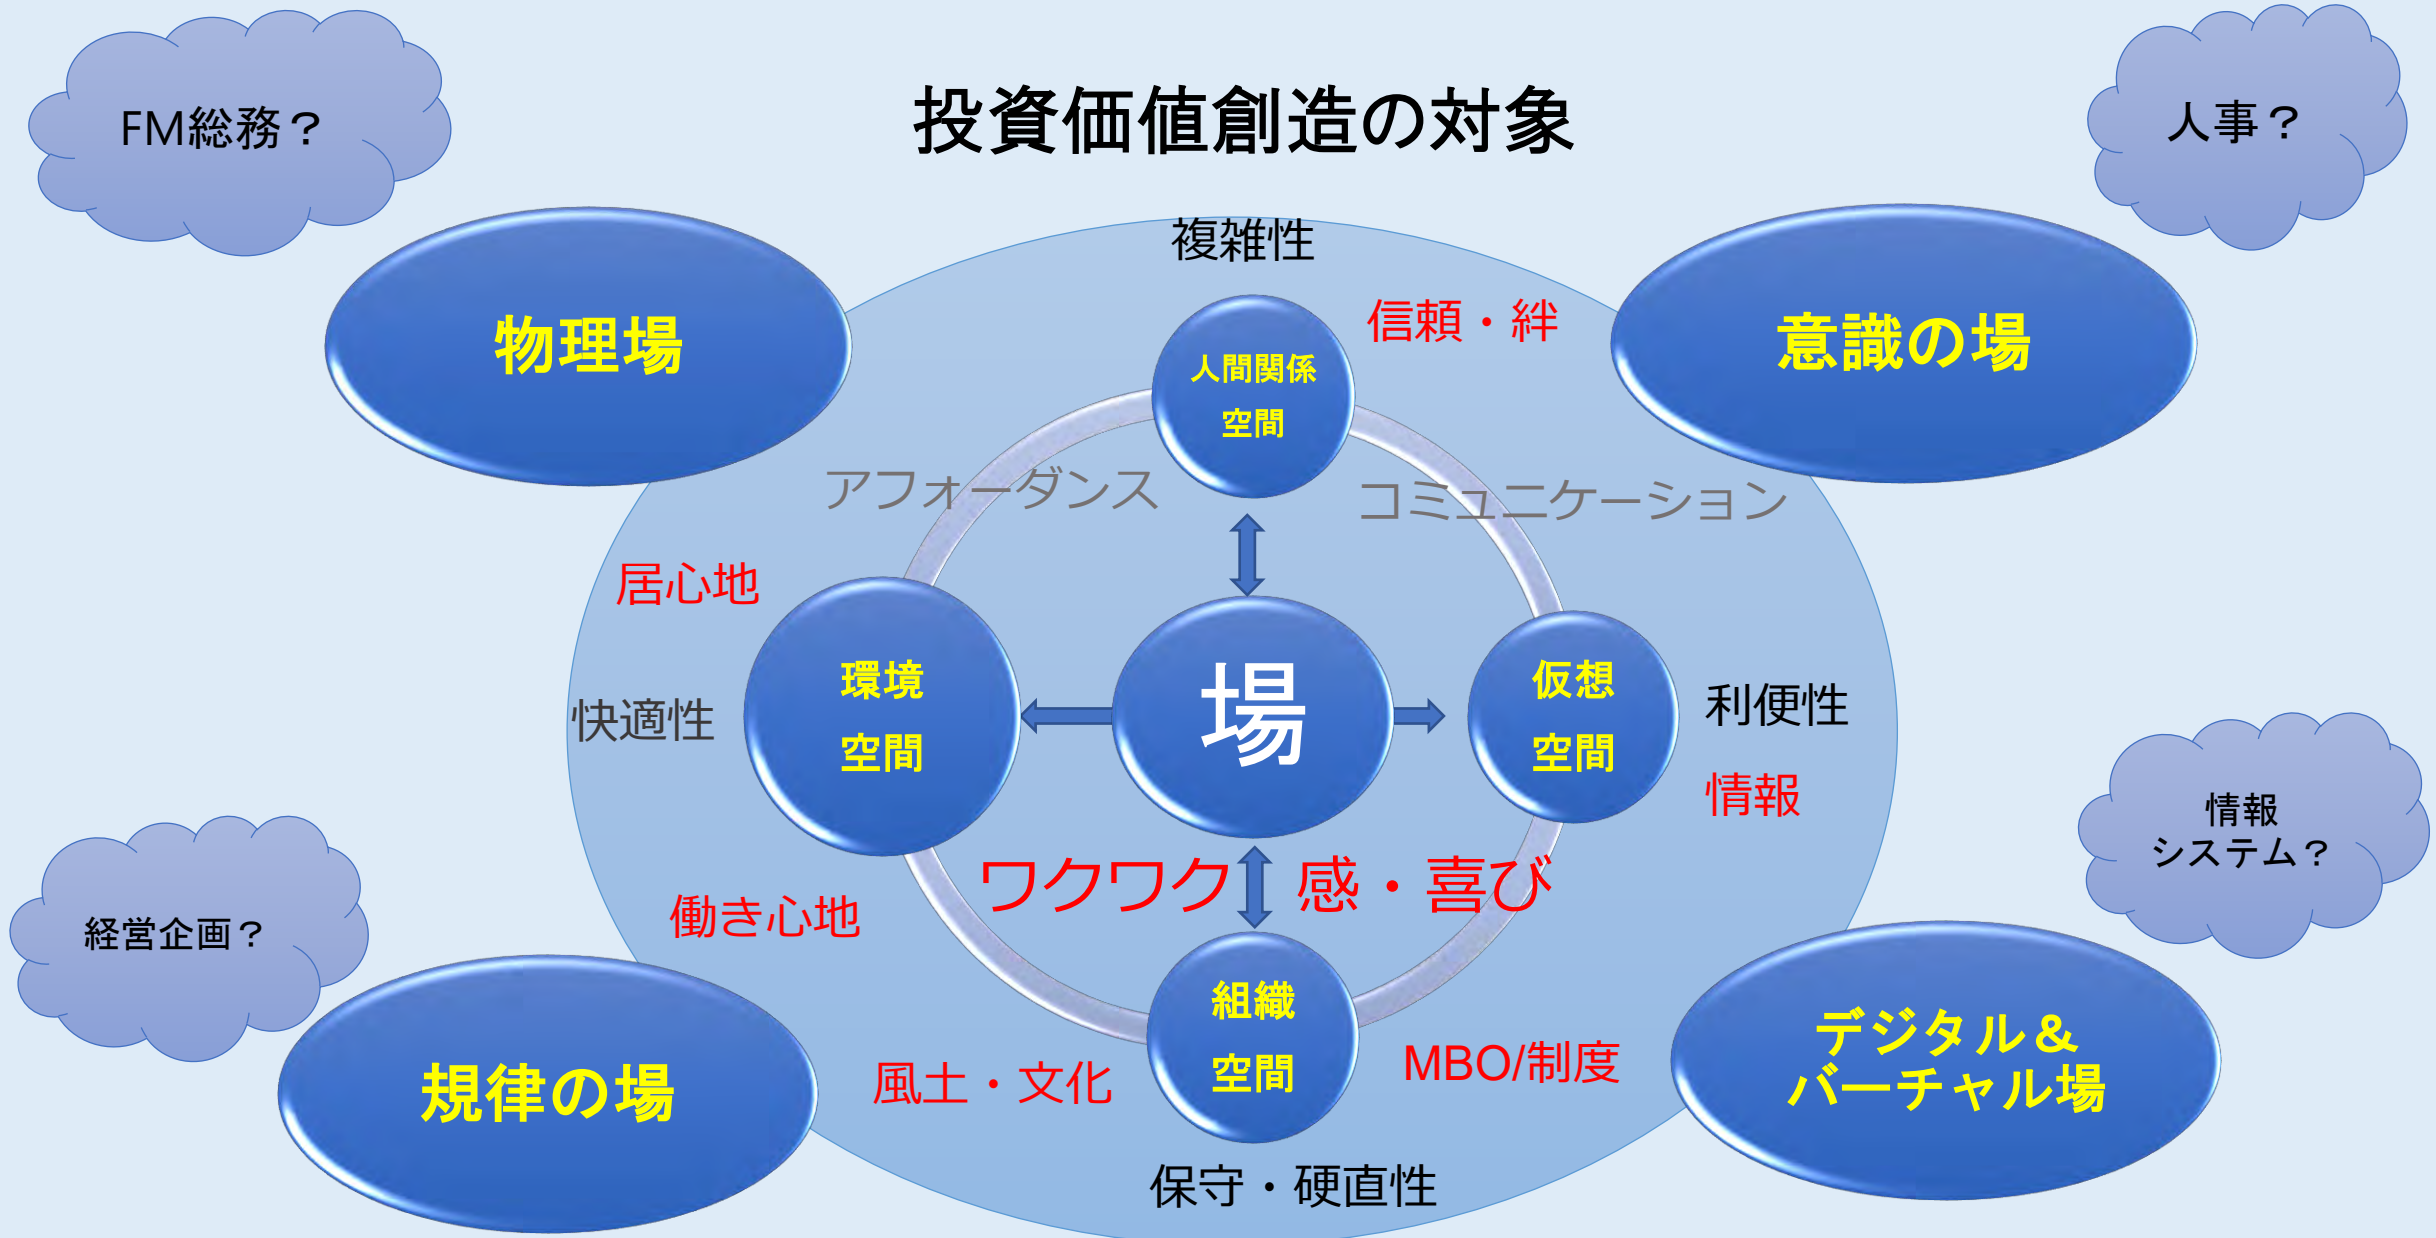 投資価値創造の対象
FM総務？
人事？
物理場
意識の場
複雑性
信頼・絆
人間関係
空間
アフォーダンス
コミュニケーション
居心地
快適性
環境
空間
場
仮想
空間
利便性
情報
ワクワク
感・喜び
働き心地
経営企画？
情報
システム？
規律の場
組織
空間
風土・文化
MBO/制度
保守・硬直性
デジタル＆
バーチャル場